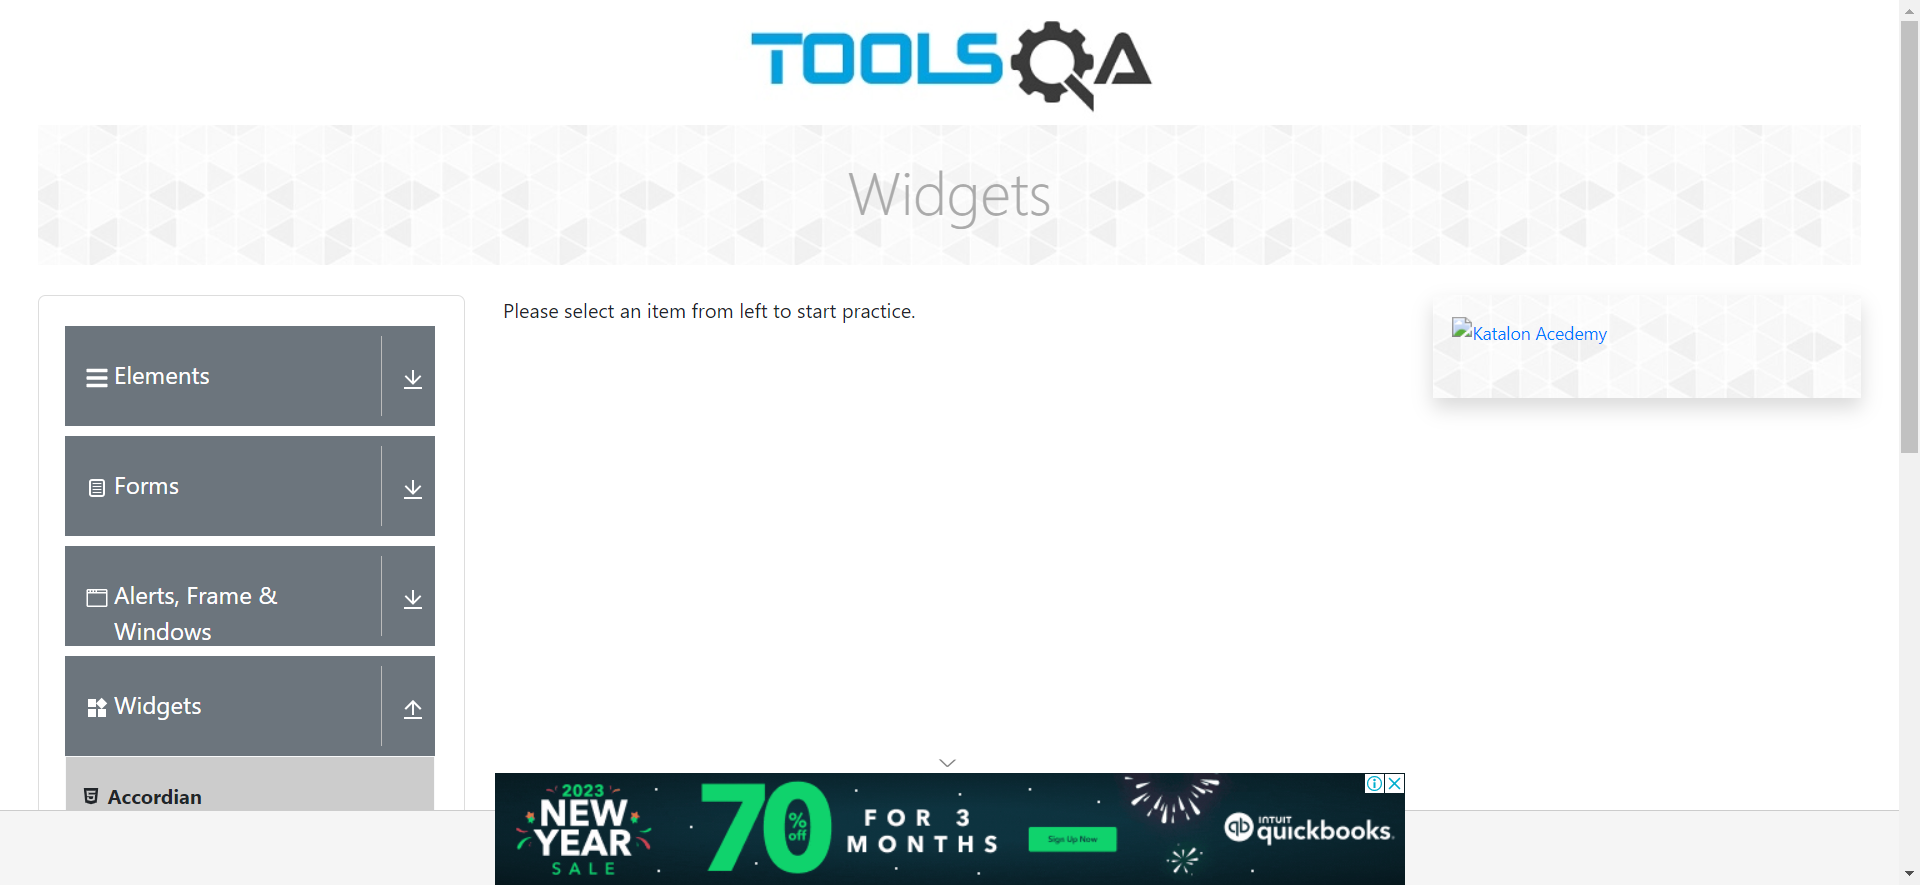 TOOLSQA
Widgets
Elements
Forms
Alerts, Frame &
Windows
Widgets
Accordian
Please select an item from left to start practice.
Katalon Acedemy
2023
NEW
YEAR
SALE
70
%
off
FOR 3
MONTHS
Sign Up Now
qb INTUIT
quickbooks.